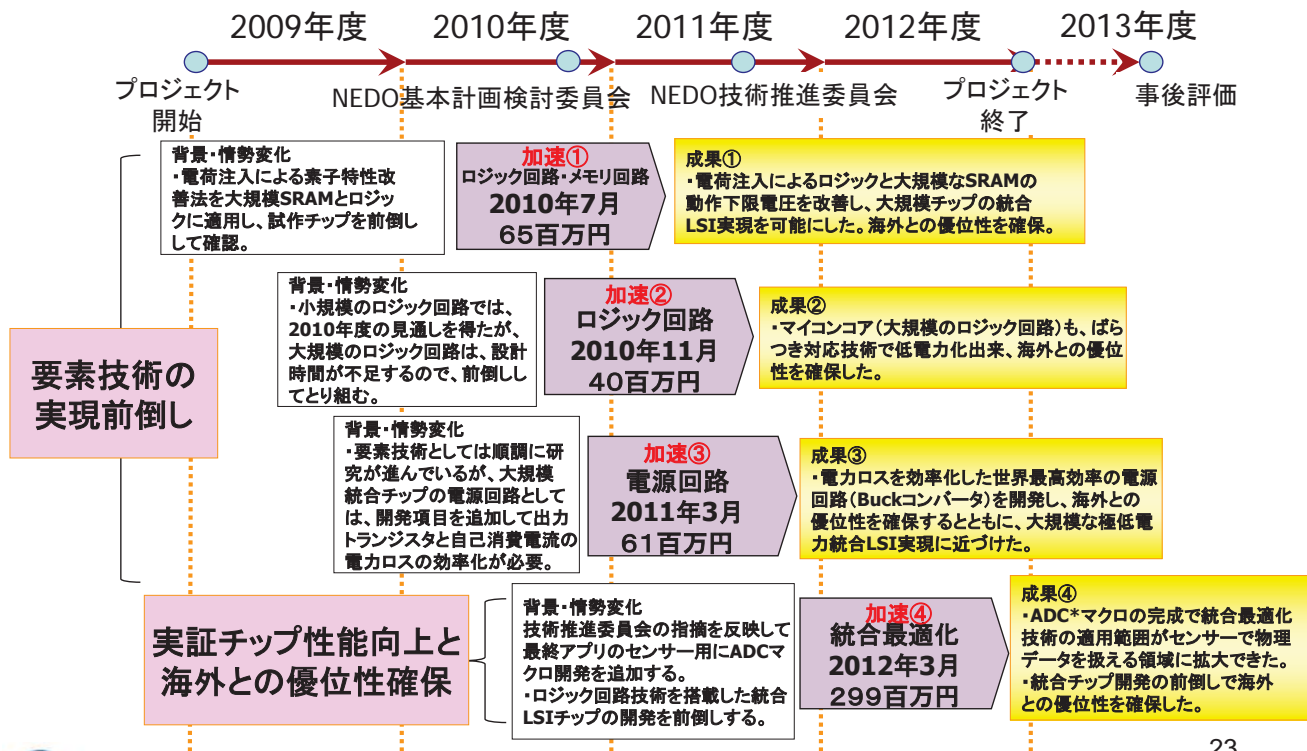 2009年度
2010年度
2011年度
2012年度
2013年度
プロジェクト
開始
NEDO基本計画検討委員会
NEDO技術推進委員会
プロジェクト
終了
事後評価
要素技術の
実現前倒し
背景・情勢変化
・電荷注入による素子特性改
善法を大規模SRAMとロジッ
クに適用し、試作チップを前倒し
して確認。
加速①
ロジック回路・メモリ回路
2010年7月
65百万円
成果①
・電荷注入によるロジックと大規模なSRAMの
動作下限電圧を改善し、大規模チップの統合
LSI実現を可能にした。海外との優位性を確保。
背景・情勢変化
・小規模のロジック回路では、
2010年度の見通しを得たが、
大規模のロジック回路は、設計
時間が不足するので、前倒しし
てとり組む。
加速②
ロジック回路
2010年11月
40百万円
成果②
・マイコンコア(大規模のロジック回路)も、ばら
つき対応技術で低電力化出来、海外との優位
性を確保した。
背景・情勢変化
・要素技術としては順調に研
究が進んでいるが、大規模
統合チップの電源回路として
は、開発項目を追加して出力
トランジスタと自己消費電流の
電力ロスの効率化が必要。
加速③
電源回路
2011年3月
61百万円
成果③
・電力ロスを効率化した世界最高効率の電源
回路(Buckコンバータ)を開発し、海外との
優位性を確保するとともに、大規模な極低電
力統合LSI実現に近づけた。
実証チップ性能向上と
海外との優位性確保
背景・情勢変化
技術推進委員会の指摘を反映して
最終アプリのセンサー用にADCマ
クロ開発を追加する。
・ロジック回路技術を搭載した統合
LSIチップの開発を前倒しする。
加速④
統合最適化
2012年3月
299百万円
成果④
・ADC*マクロの完成で統合最適化
技術の適用範囲がセンサーで物理
データを扱える領域に拡大できた。
・統合チップ開発の前倒しで海外
との優位性を確保した。
23